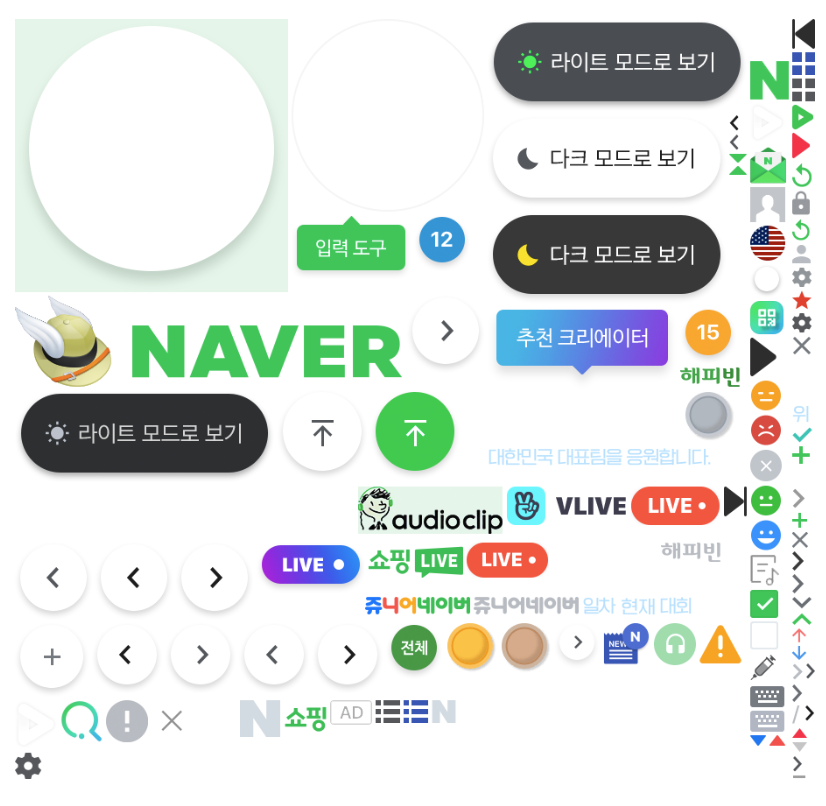 라이트 모드로 보기
N
다크 모드로 보기
N
입력 도구
12
다크 모드로 보기
NAVER
추천 크리에이터
15
해피빈
라이트 모드로 보기
위
대한민국 대표팀을 응원합니다.
audioclip
VLIVE
LIVE
해피빈
LIVE
쇼핑
LIVE
LIVE
쥬니어네이버
쥬니어네이버
일차 현재 대회
전체
NEW
N
N
쇼핑
AD
N